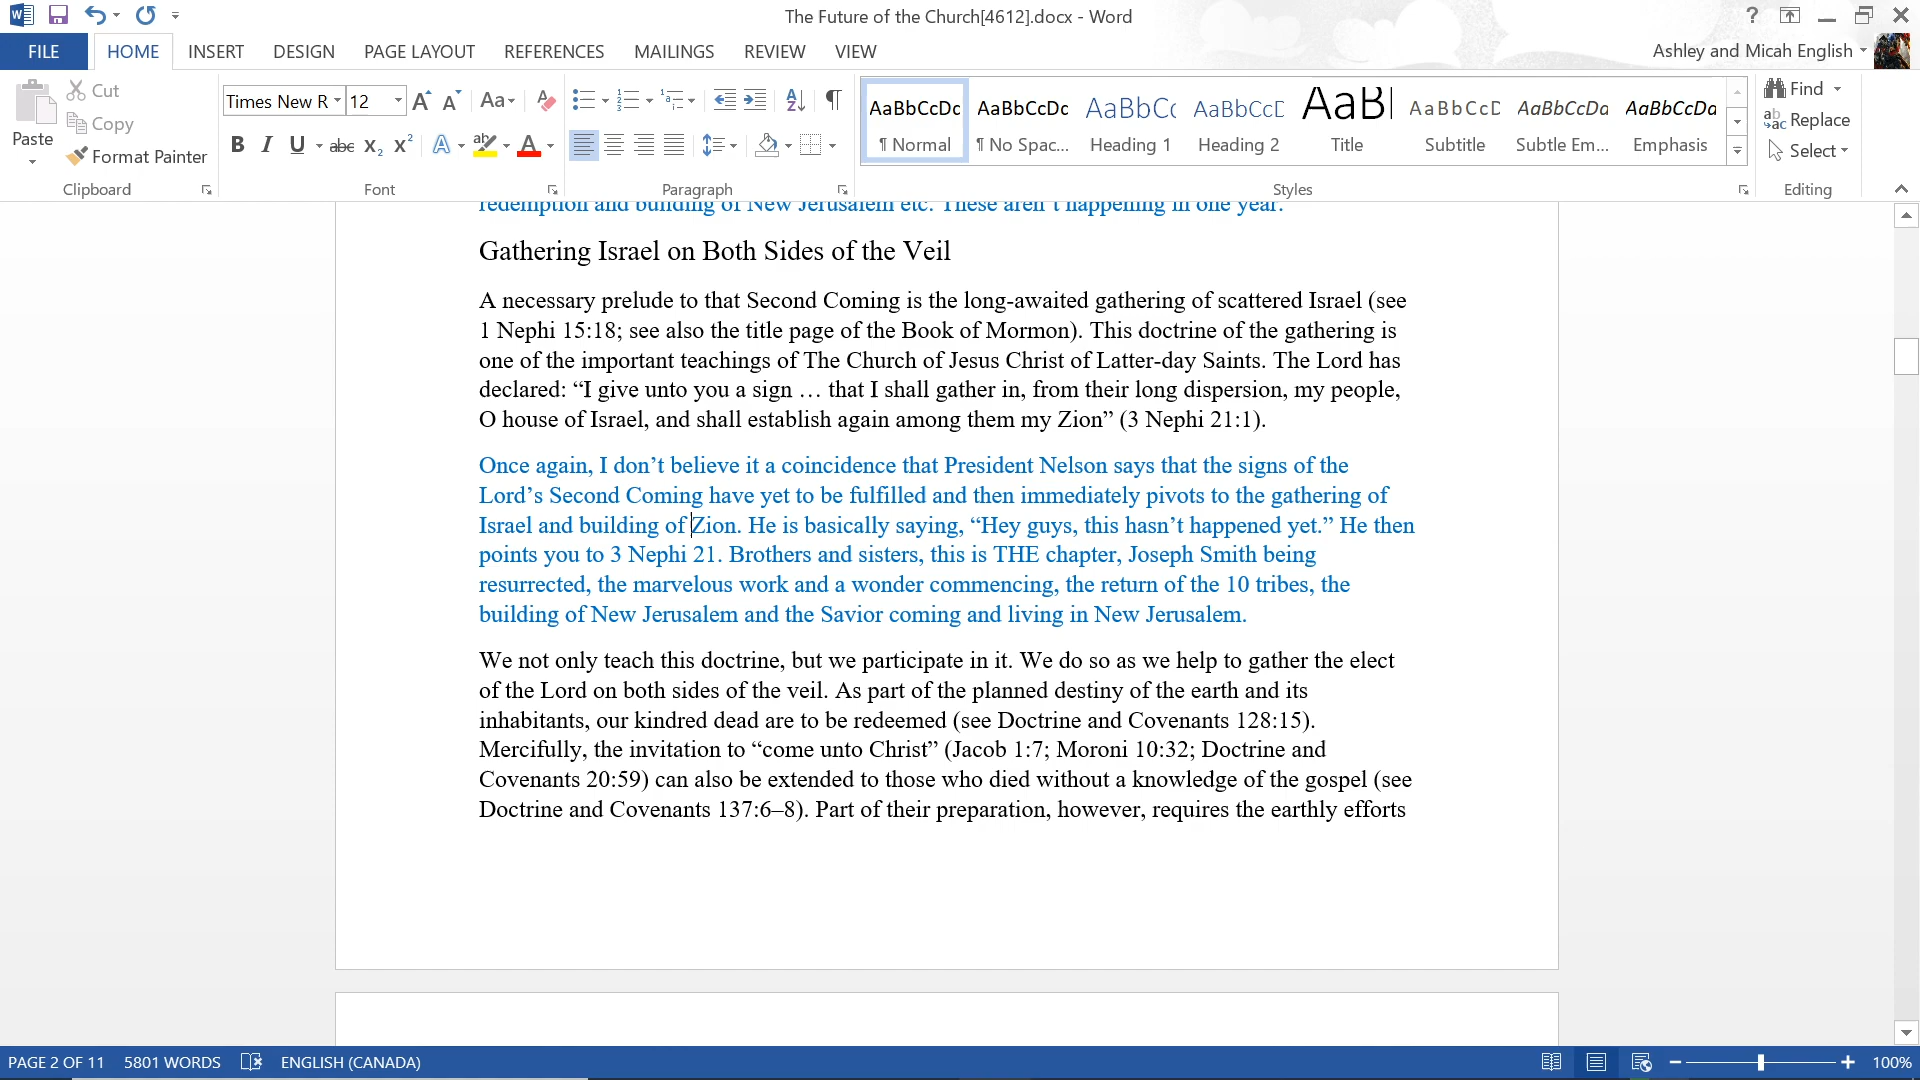 The Future of the Church[4612].docx - Word
?
FILE HOME INSERT DESIGN PAGE LAYOUT REFERENCES MAILINGS REVIEW VIEW
Ashley and Micah English
Paste
Cut
Copy
Format Painter
Clipboard
Times New R 12
Font
Paragraph
AaBbCcDc AaBbCcDc AaBbC AaBbCcD AaB AaBbCcD AaBbCcDa AaBbCcDa
¶ Normal ¶ No Spac... Heading 1 Heading 2 Title Subtitle Subtle Em... Emphasis
Styles
Find
Replace
Select
Editing
redemption and building of New Jerusalem etc. These aren’t happening in one year.
Gathering Israel on Both Sides of the Veil
A necessary prelude to that Second Coming is the long-awaited gathering of scattered Israel (see
1 Nephi 15:18; see also the title page of the Book of Mormon). This doctrine of the gathering is
one of the important teachings of The Church of Jesus Christ of Latter-day Saints. The Lord has
declared: “I give unto you a sign … that I shall gather in, from their long dispersion, my people,
O house of Israel, and shall establish again among them my Zion” (3 Nephi 21:1).
Once again, I don’t believe it a coincidence that President Nelson says that the signs of the
Lord’s Second Coming have yet to be fulfilled and then immediately pivots to the gathering of
Israel and building of Zion. He is basically saying, “Hey guys, this hasn’t happened yet.” He then
points you to 3 Nephi 21. Brothers and sisters, this is THE chapter, Joseph Smith being
resurrected, the marvelous work and a wonder commencing, the return of the 10 tribes, the
building of New Jerusalem and the Savior coming and living in New Jerusalem.
We not only teach this doctrine, but we participate in it. We do so as we help to gather the elect
of the Lord on both sides of the veil. As part of the planned destiny of the earth and its
inhabitants, our kindred dead are to be redeemed (see Doctrine and Covenants 128:15).
Mercifully, the invitation to “come unto Christ” (Jacob 1:7; Moroni 10:32; Doctrine and
Covenants 20:59) can also be extended to those who died without a knowledge of the gospel (see
Doctrine and Covenants 137:6–8). Part of their preparation, however, requires the earthly efforts
PAGE 2 OF 11 5801 WORDS ENGLISH (CANADA) 100%